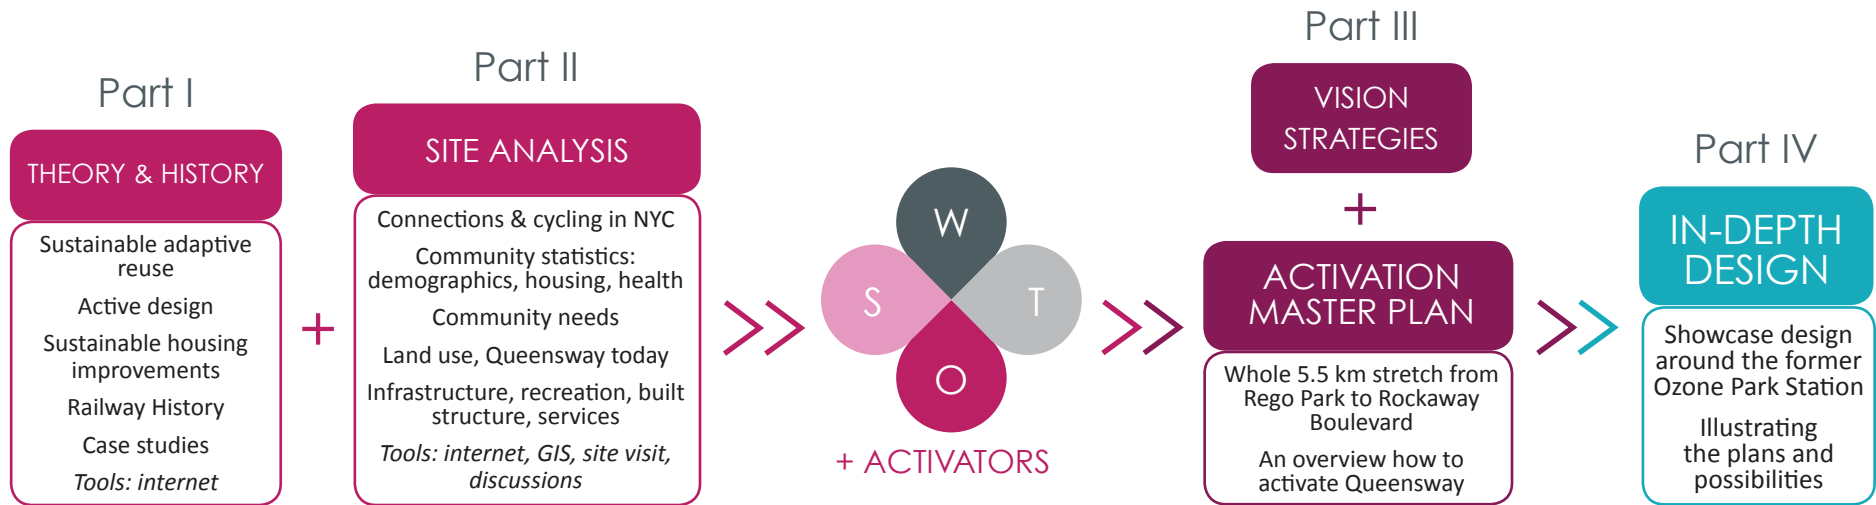 Part I
THEORY & HISTORY
Sustainable adaptive
reuse
Active design
Sustainable housing
improvements
Railway History
Case studies
Tools: internet
+
Part II
SITE ANALYSIS
Connections & cycling in NYC
Community statistics:
demographics, housing, health
Community needs
Land use, Queensway today
Infrastructure, recreation, built
structure, services
Tools: internet, GIS, site visit,
discussions
W
S
T
O
+ ACTIVATORS
Part III
VISION
STRATEGIES
+
ACTIVATION
MASTER PLAN
Whole 5.5 km stretch from
Rego Park to Rockaway
Boulevard
An overview how to
activate Queensway
Part IV
IN-DEPTH
DESIGN
Showcase design
around the former
Ozone Park Station
Illustrating
the plans and
possibilities